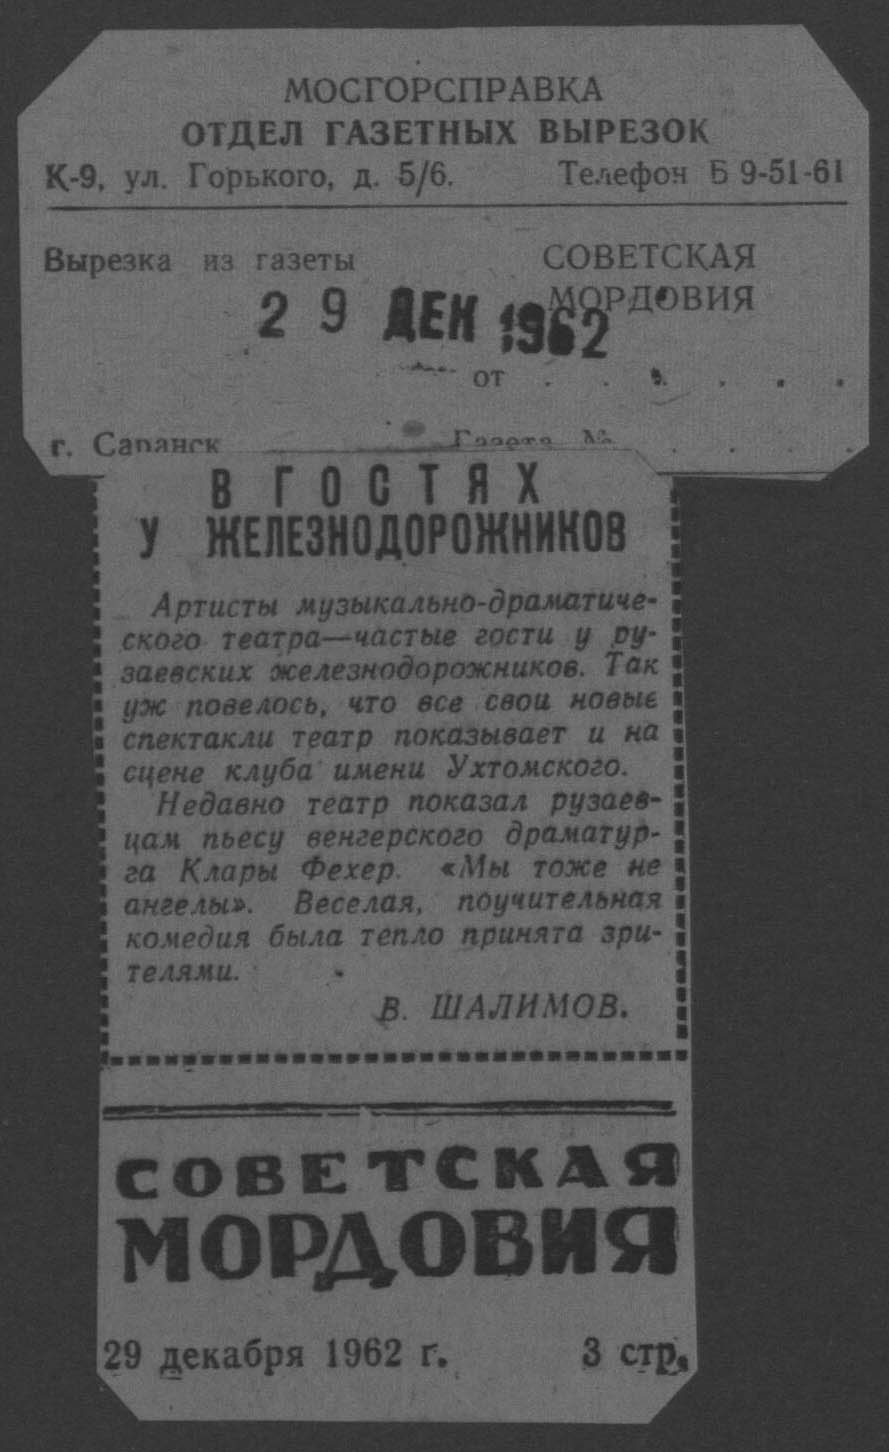 МОСГОРСПРАВКА
ОТДЕЛ ГАЗЕТНЫХ ВЫРЕЗОК
К-9, ул. Горького, д. 5/6. Телефон Б 9-51-61
Вырезка из газеты СОВЕТСКАЯ
МОРДОВИЯ
29 ДЕК 1962
от . . . . . .
г. Саранск Газета №
В ГОСТЯХ
У ЖЕЛЕЗНОДОРОЖНИКОВ
Артисты музыкально-драматиче-
ского театра—частые гости у ру-
заевских железнодорожников. Так
уж повелось, что все свои новые
спектакли театр показывает и на
сцене клуба имени Ухтомского.
Недавно театр показал рузаев-
цам пьесу венгерского драматур-
га Клары Фехер. «Мы тоже не
ангелы». Веселая, поучительная
комедия была тепло принята зри-
телями.
В. ШАЛИМОВ.
СОВЕТСКАЯ
МОРДОВИЯ
29 декабря 1962 г. 3 стр.